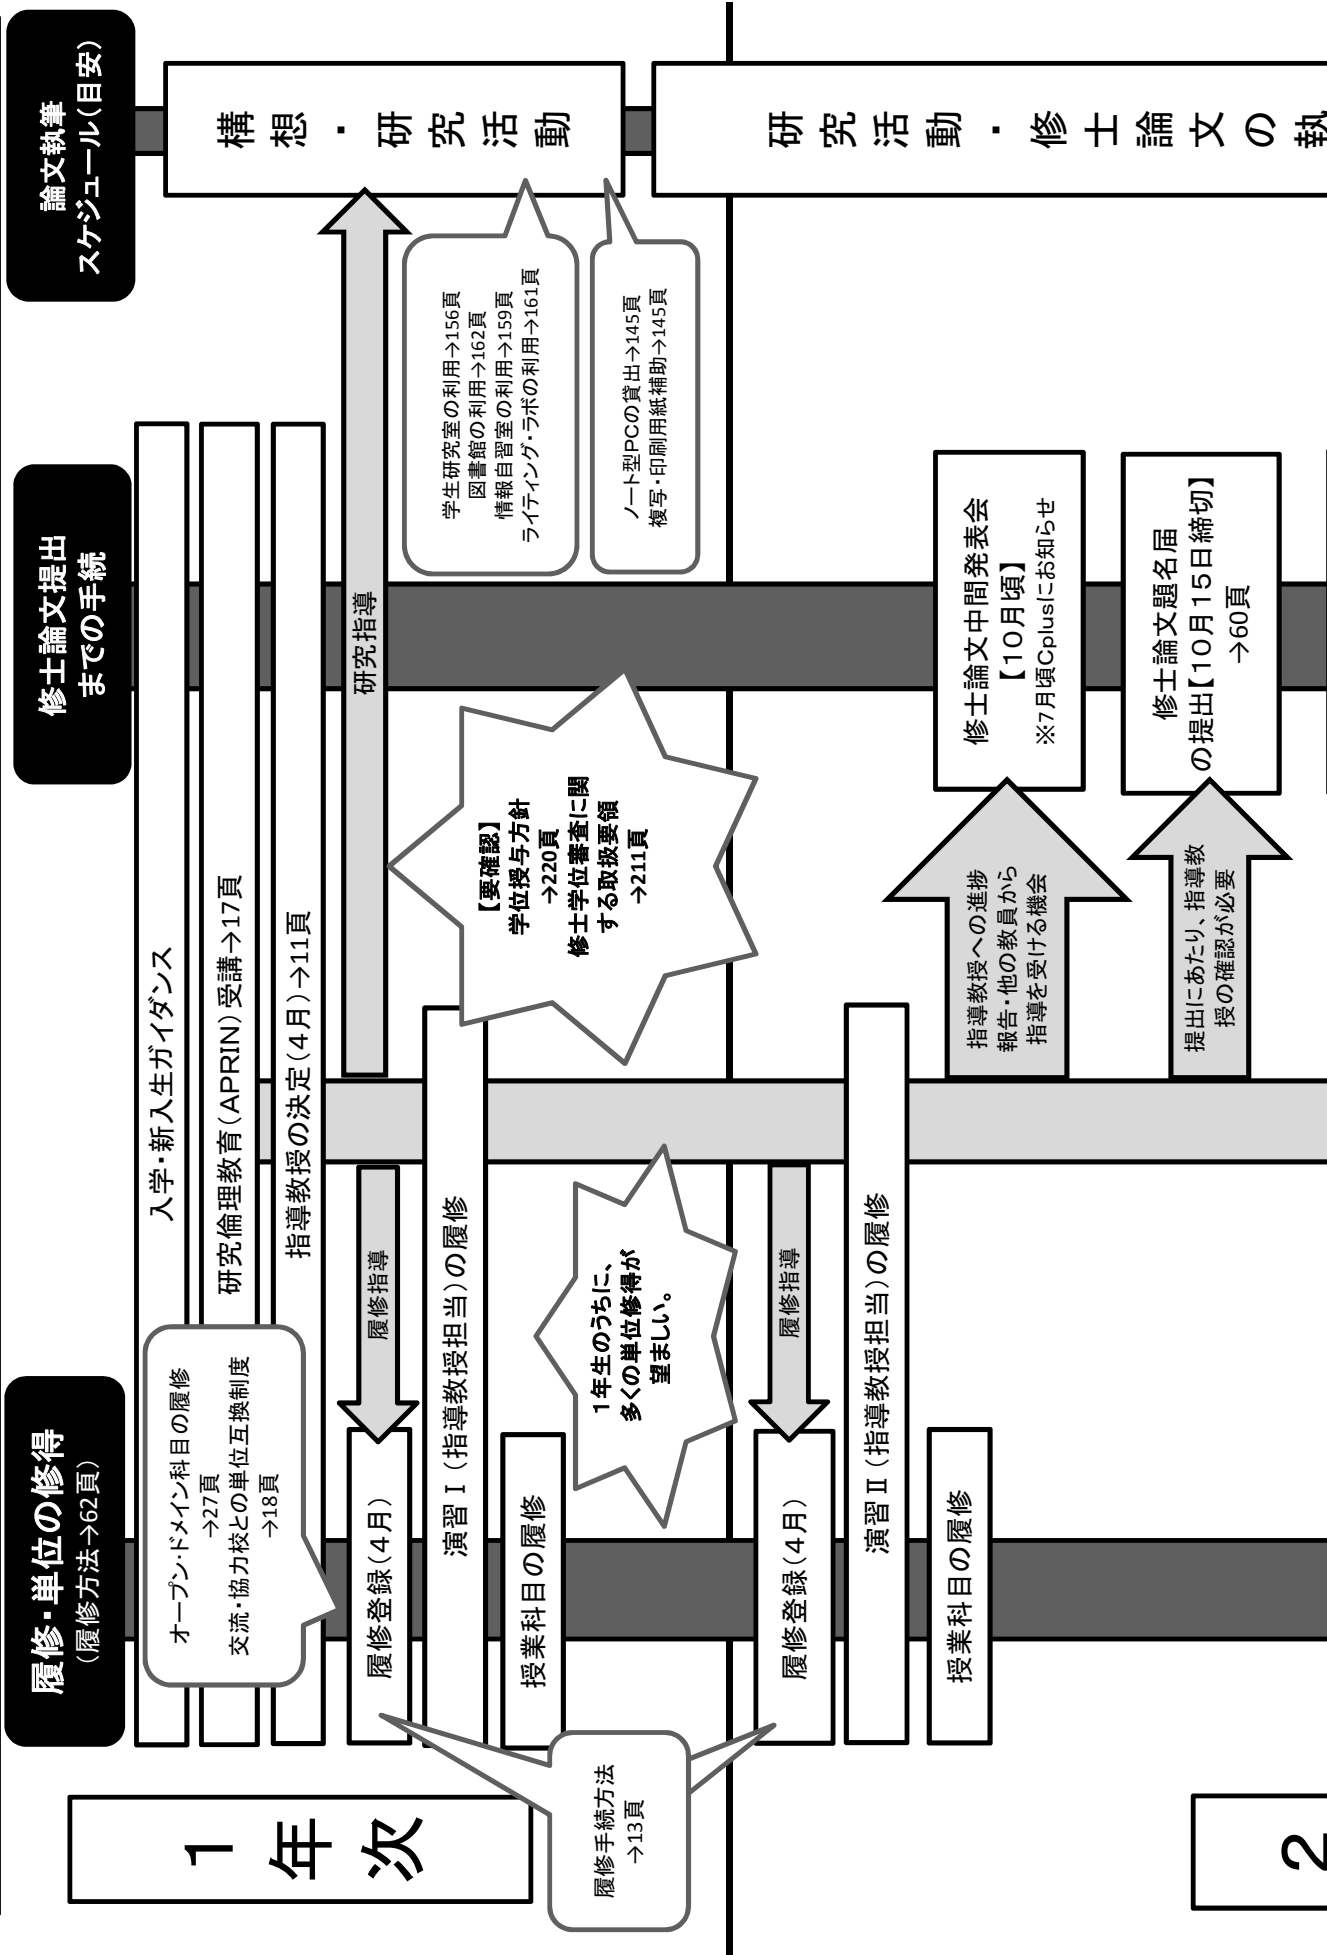 履修・単位の修得
（履修方法→62頁）
修士論文提出
までの手続
論文執筆
スケジュール（目安）
1年次
入学・新入生ガイダンス
研究倫理教育（APRIN）受講→17頁
指導教授の決定（4月）→11頁
オープン・ドメイン科目の履修
→27頁
交流・協力校との単位互換制度
→18頁
履修登録（4月）
履修指導
研究指導
構想・研究活動
演習Ⅰ（指導教授担当）の履修
授業科目の履修
学生研究室の利用→156頁
図書館の利用→162頁
情報自習室の利用→159頁
ライティング・ラボの利用→161頁
ノート型PCの貸出→145頁
複写・印刷用紙補助→145頁
【要確認】
学位授与方針
→220頁
修士学位審査に関
する取扱要領
→211頁
1年生のうちに、
多くの単位修得が
望ましい。
履修手続方法
→13頁
研究活動・修士論文の執
履修登録（4月）
履修指導
演習Ⅱ（指導教授担当）の履修
授業科目の履修
指導教授への進捗
報告・他の教員から
指導を受ける機会
修士論文中間発表会
【10月頃】
※7月頃Cplusにお知らせ
提出にあたり、指導教
授の確認が必要
修士論文題名届
の提出【10月15日締切】
→60頁
2